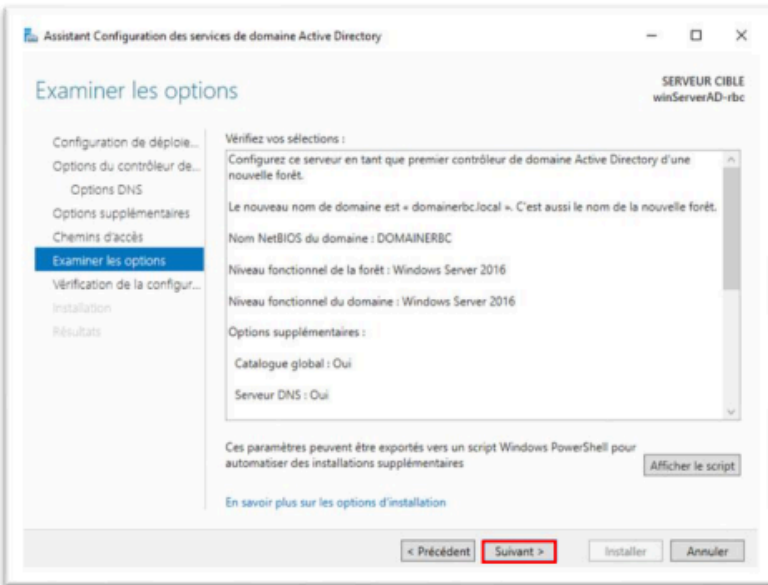 Assistant Configuration des services de domaine Active Directory
Examiner les options
SERVEUR CIBLE
winServerAD-rbc
Configuration de déploie...
Options du contrôleur de...
Options DNS
Options supplémentaires
Chemins d'accès
Examiner les options
Vérification de la configur...
Installation
Résultats
Vérifiez vos sélections :
Configurez ce serveur en tant que premier contrôleur de domaine Active Directory d'une
nouvelle forêt.
Le nouveau nom de domaine est « domainerbc.local ». C'est aussi le nom de la nouvelle forêt.
Nom NetBIOS du domaine : DOMAINERBC
Niveau fonctionnel de la forêt : Windows Server 2016
Niveau fonctionnel du domaine : Windows Server 2016
Options supplémentaires :
Catalogue global : Oui
Serveur DNS : Oui
Ces paramètres peuvent être exportés vers un script Windows PowerShell pour
automatiser des installations supplémentaires
Afficher le script
En savoir plus sur les options d'installation
< Précédent
Suivant >
Installer
Annuler